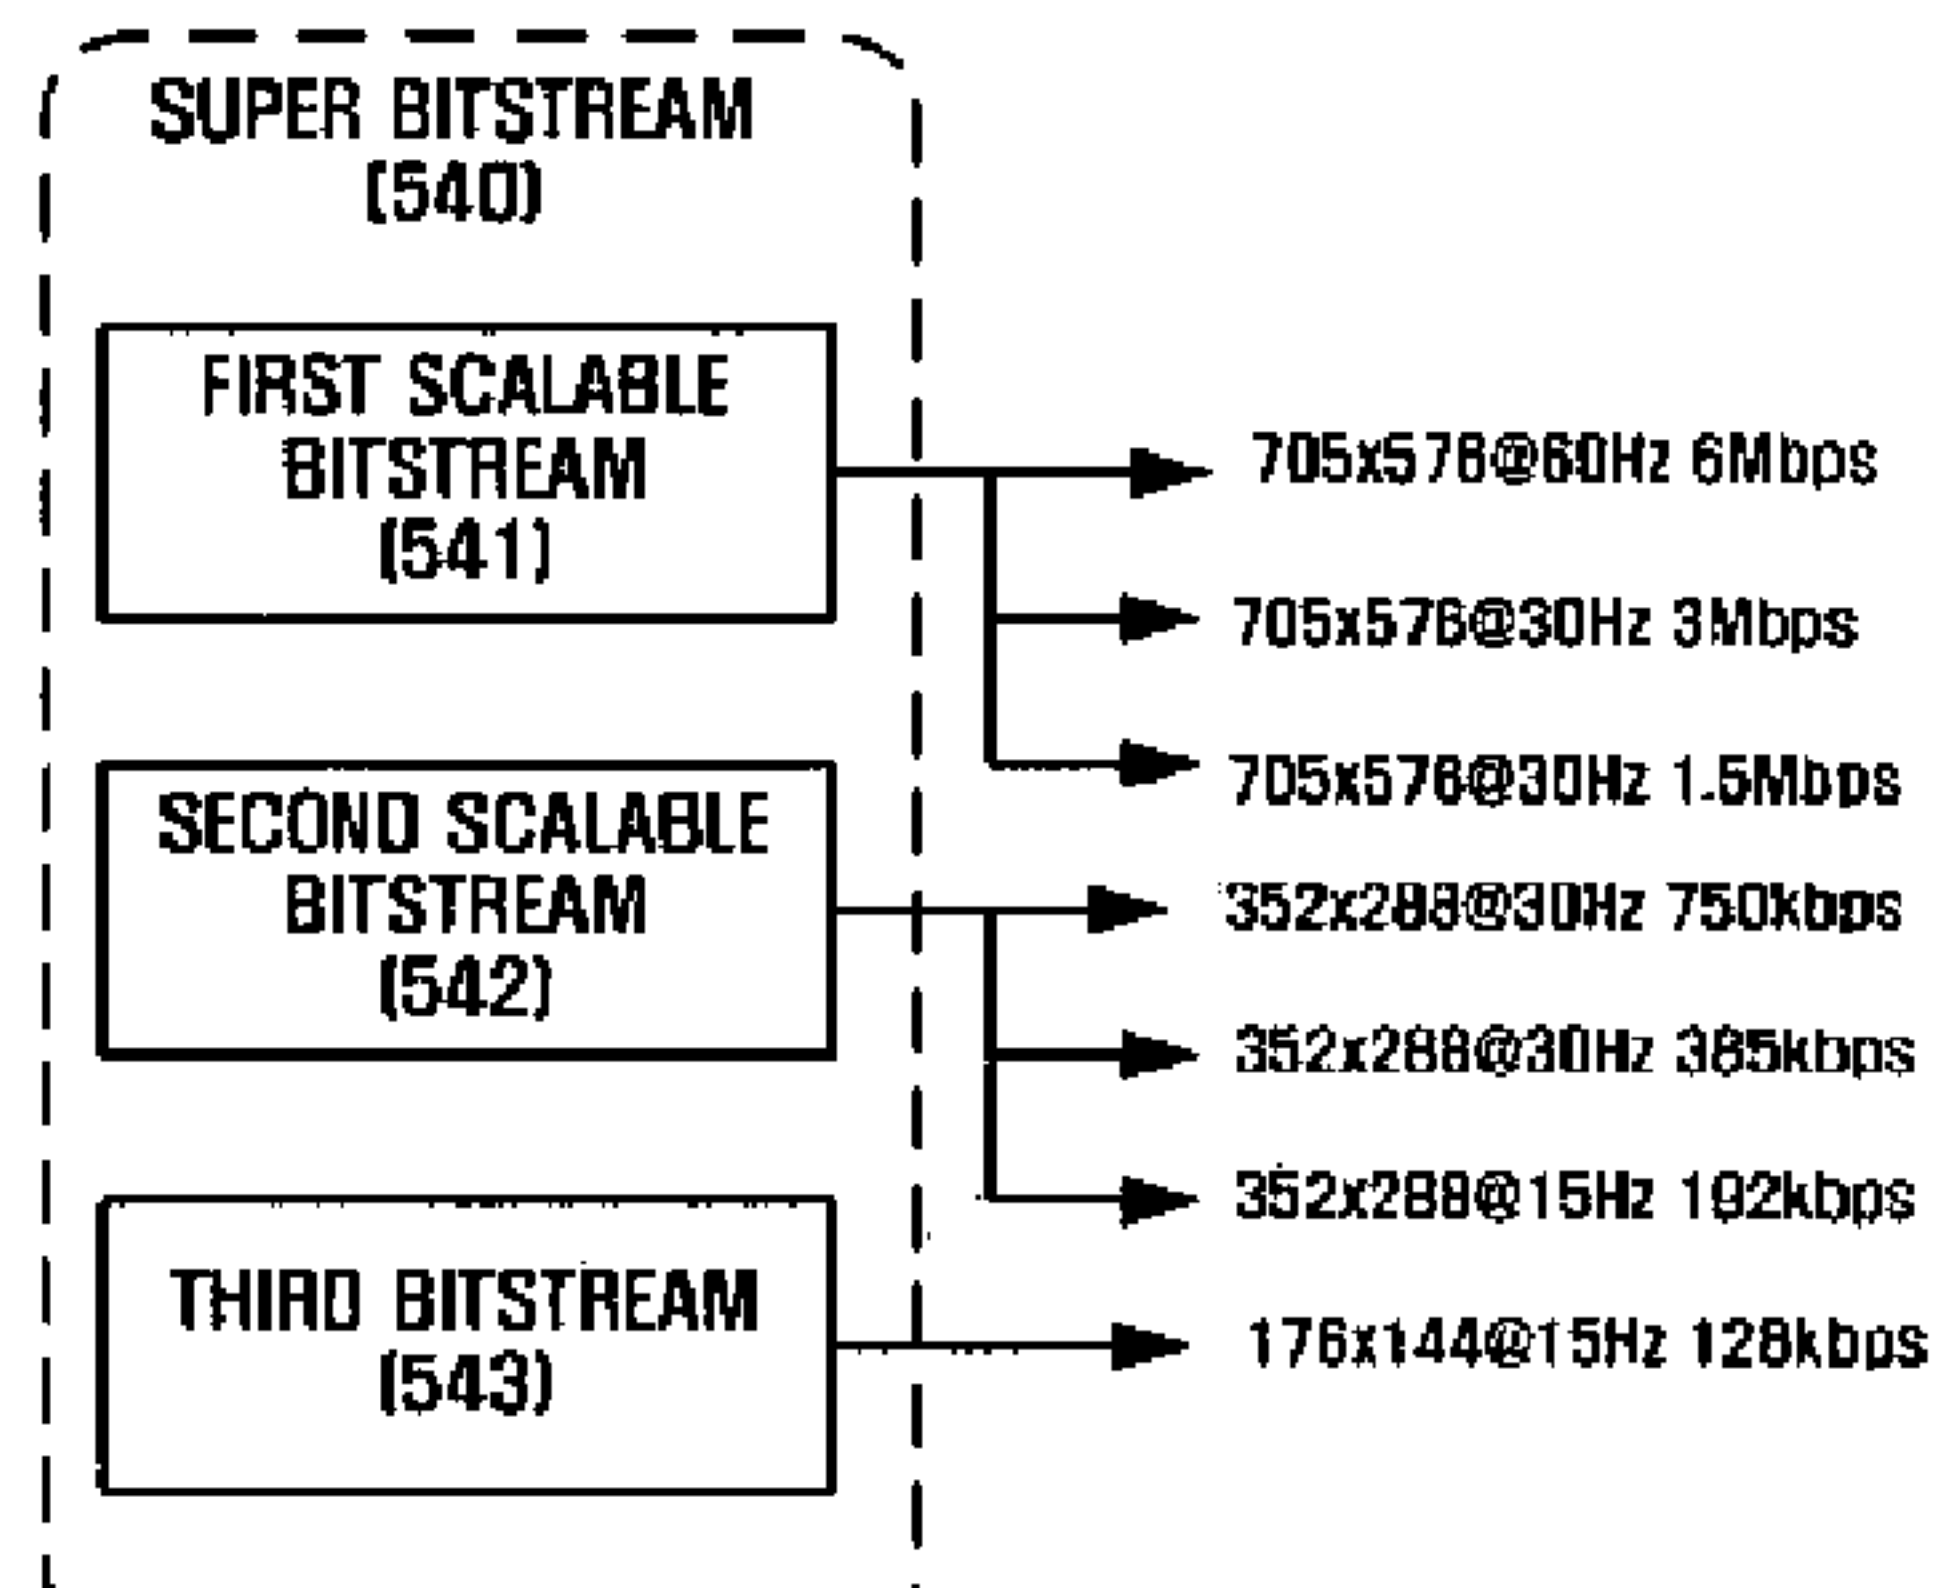 SUPER BITSTREAM
(540)
FIRST SCALABLE
BITSTREAM
(541)
705x576@60Hz 6Mbps
705x576@30Hz 3Mbps
705x576@30Hz 1.5Mbps
SECOND SCALABLE
BITSTREAM
(542)
352x288@30Hz 750kbps
352x288@30Hz 385kbps
352x288@15Hz 192kbps
THIRD BITSTREAM
(543)
176x144@15Hz 128kbps